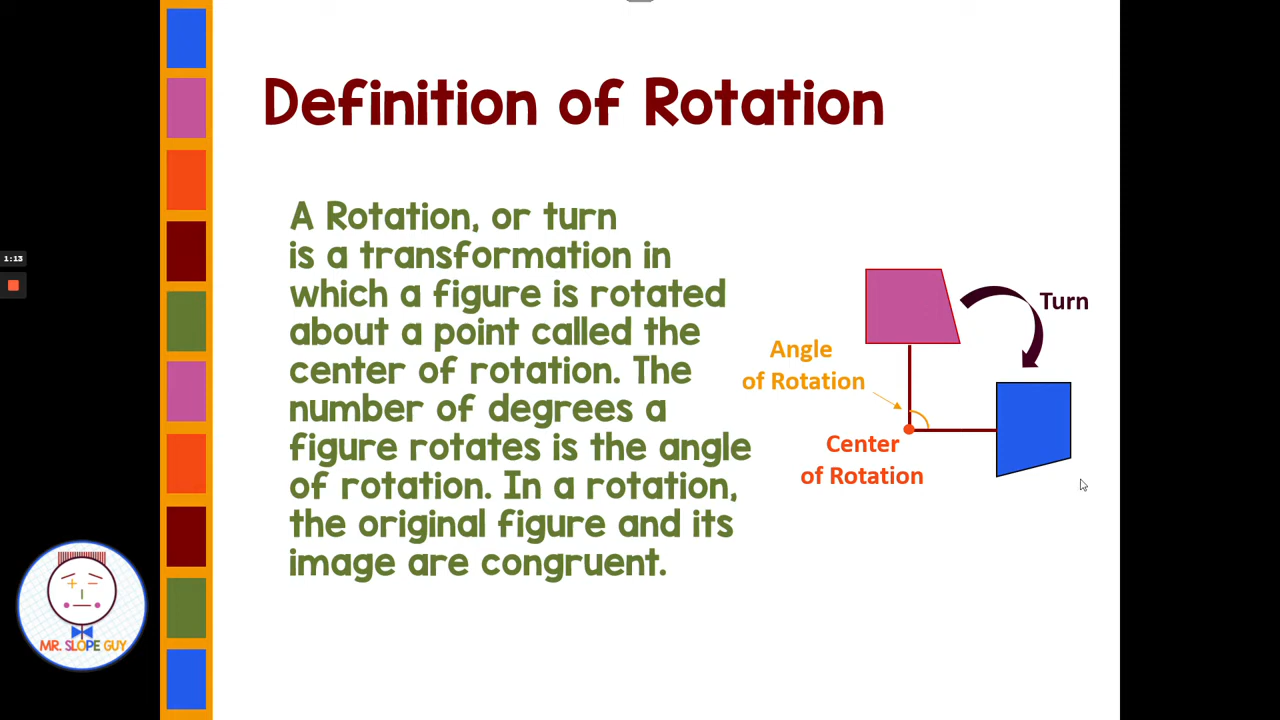 Definition of Rotation
A Rotation, or turn
is a transformation in
which a figure is rotated
about a point called the
center of rotation. The
number of degrees a
figure rotates is the angle
of rotation. In a rotation,
the original figure and its
image are congruent.
Turn
Angle
of Rotation
Center
of Rotation
1:13
MR. SLOPE GUY